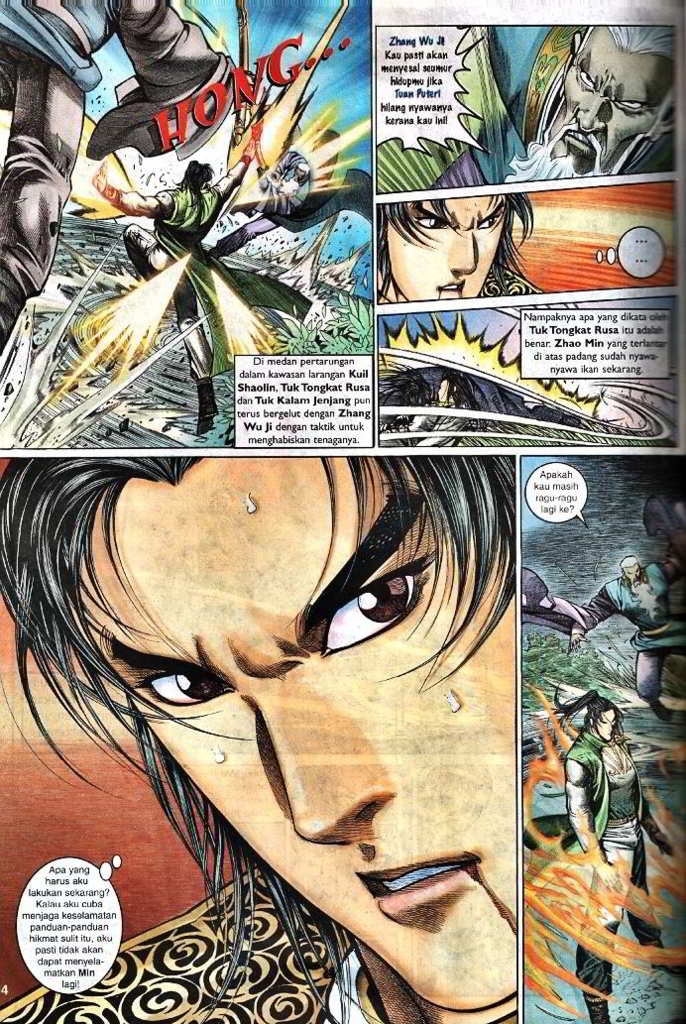 HONG...
Di medan pertarungan
dalam kawasan larangan Kuil
Shaolin, Tuk Tongkat Rusa
dan Tuk Kalam Jenjang pun
terus bergelut dengan Zhang
Wu Ji dengan taktik untuk
menghabiskan tenaganya.
Zhang Wu Ji!
Kau pasti akan
menyesal seumur
hidupmu jika
Tuan Puteri
hilang nyawanya
kerana kau ini!
...
...
Nampaknya apa yang dikata oleh
Tuk Tongkat Rusa itu adalah
benar. Zhao Min yang terlantar
di atas padang sudah nyawa-
nyawa ikan sekarang.
Apa yang
harus aku
lakukan sekarang?
Kalau aku cuba
menjaga keselamatan
panduan-panduan
hikmat sulit itu, aku
pasti tidak akan
dapat menyela-
matkan Min
lagi!
Apakah
kau masih
ragu-ragu
lagi ke?
4